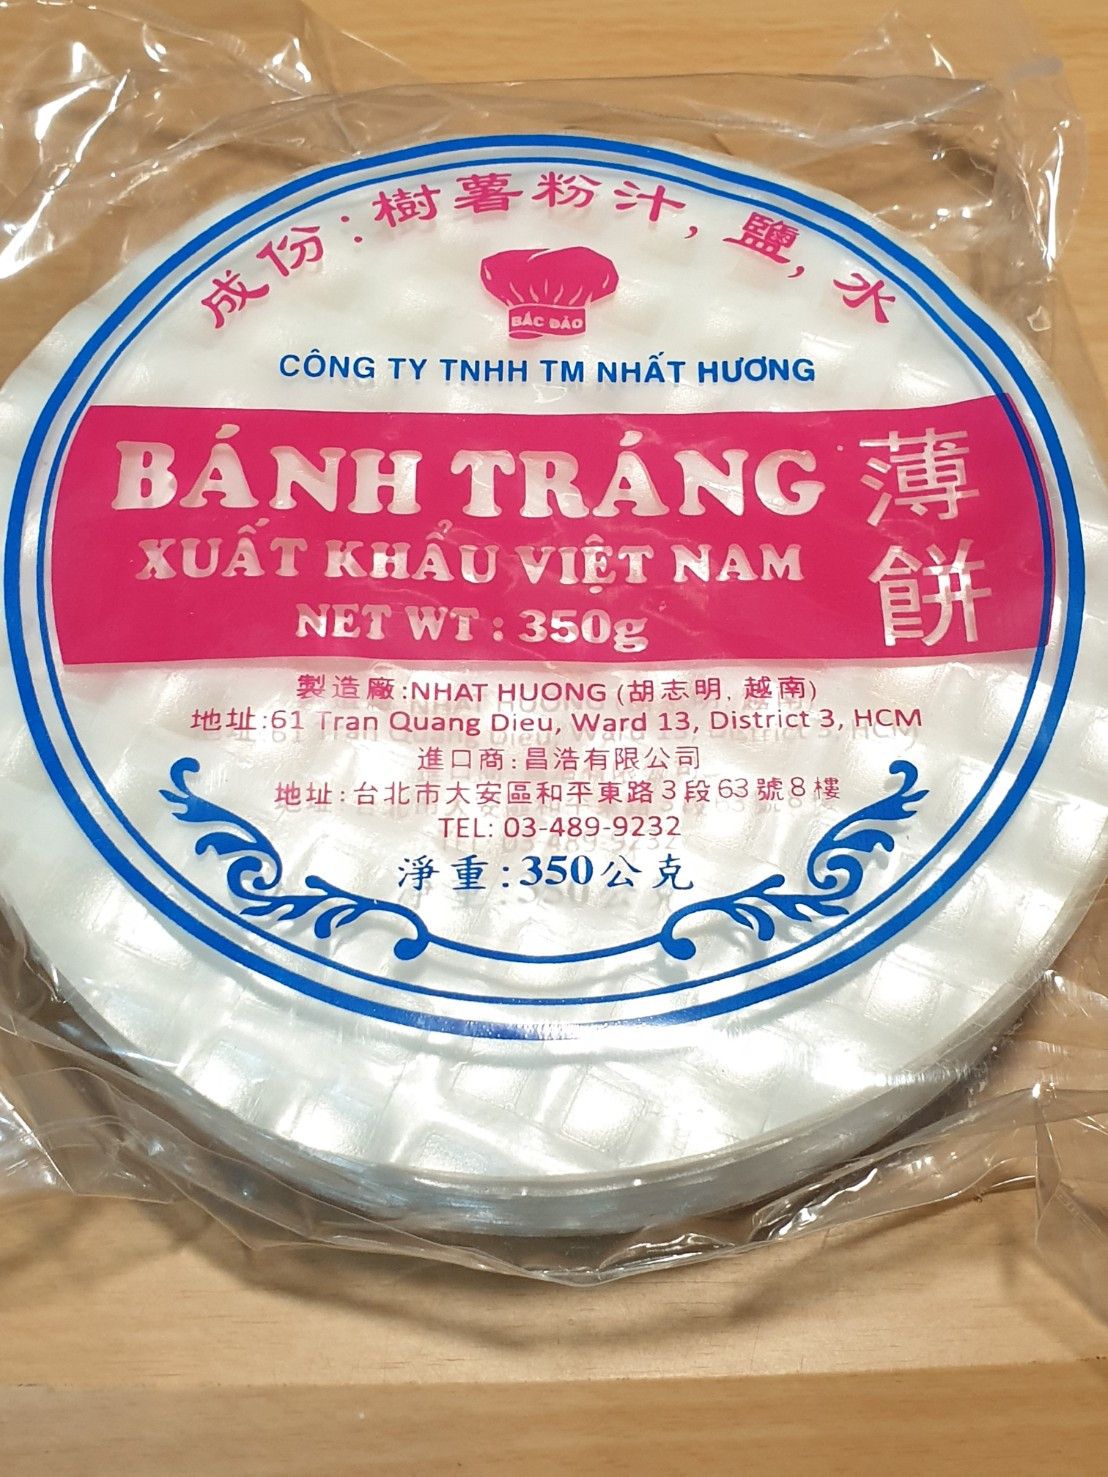 成份:樹薯粉汁,鹽,水
BẮC ĐẢO
CÔNG TY TNHH TM NHẤT HƯƠNG
BÁNH TRÁNG
XUẤT KHẨU VIỆT NAM
NET WT : 350g
薄餅
製造廠:NHAT HUONG (胡志明, 越南)
地址:61 Tran Quang Dieu, Ward 13, District 3, HCM
進口商:昌浩有限公司
地址:台北市大安區和平東路3段63號8樓
TEL: 03-489-9232
淨重:350公克